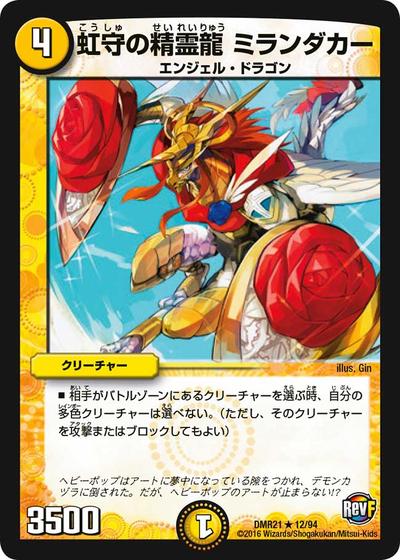 4
こうしゅ せいれいりゅう
虹守の精霊龍 ミランダカー
エンジェル・ドラゴン
クリーチャー
illus. Gin
■相手がバトルゾーンにあるクリーチャーを選ぶ時、自分の
多色クリーチャーは選べない。(ただし、そのクリーチャー
を攻撃またはブロックしてもよい)
ヘビーポップはアートに夢中になっている隙をつかれ、デモンカ
ヅラに倒された。だが、ヘビーポップのアートが止まらない!?
3500
1
DMR21 ★ 12/94
©2016 Wizards/Shogakukan/Mitsui-Kids
RevF